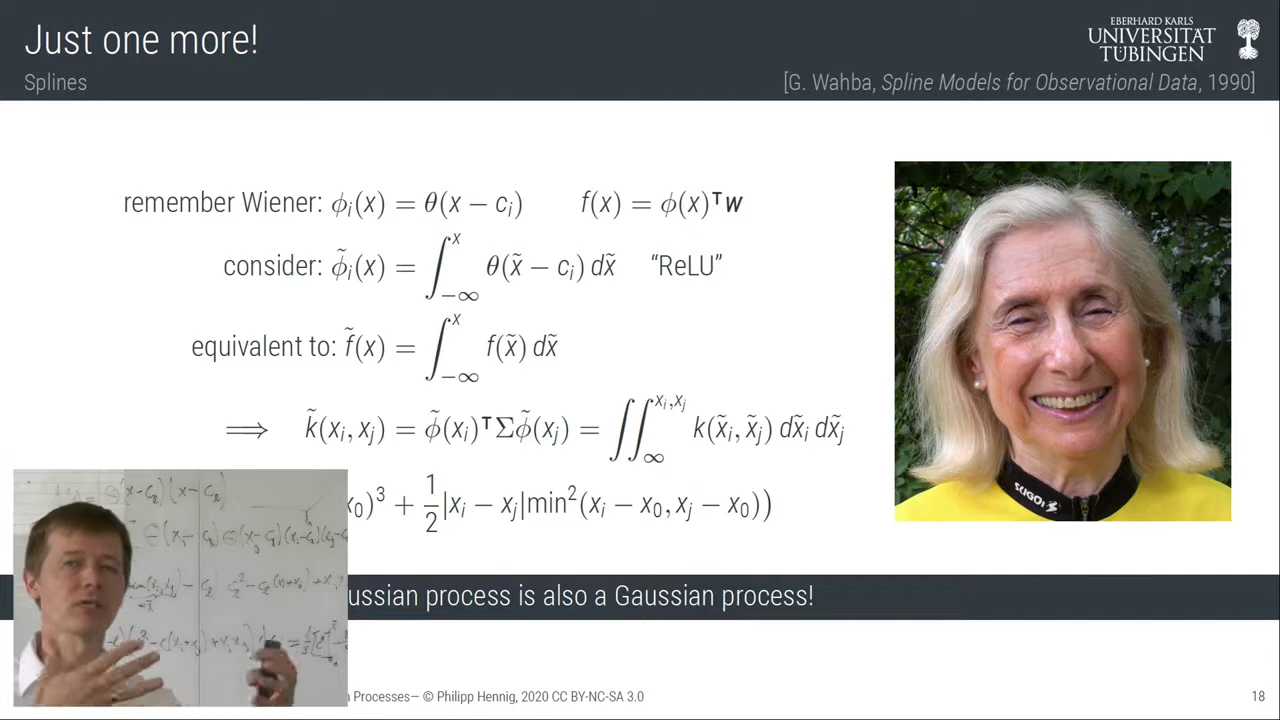 Just one more!
EBERHARD KARLS
UNIVERSITÄT
TÜBINGEN
Splines
[G. Wahba, Spline Models for Observational Data, 1990]
remember Wiener: ϕᵢ(x) = θ(x − cᵢ) f(x) = ϕ(x)ᵀw
consider: ϕ̃ᵢ(x) = ∫_{−∞}^{x} θ(x̃ − cᵢ) dx̃ “ReLU”
equivalent to: f̃(x) = ∫_{−∞}^{x} f(x̃) dx̃
⟹ k̃(xᵢ, xⱼ) = ϕ̃(xᵢ)ᵀΣϕ̃(xⱼ) = ∬_{∞}^{xᵢ,xⱼ} k(x̃ᵢ, x̃ⱼ) dx̃ᵢ dx̃ⱼ
x₀)³ + 1/2 |xᵢ − xⱼ|min²(xᵢ − x₀, xⱼ − x₀))
ussian process is also a Gaussian process!
SUGOI
n Processes— © Philipp Hennig, 2020 CC BY-NC-SA 3.0
18